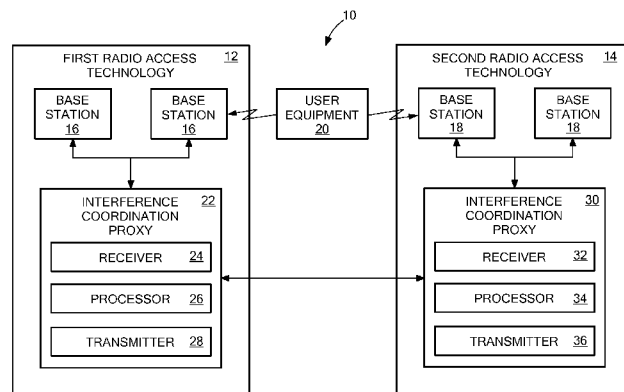 10
FIRST RADIO ACCESS 12
TECHNOLOGY
BASE
STATION
16
BASE
STATION
16
USER
EQUIPMENT
20
SECOND RADIO ACCESS 14
TECHNOLOGY
BASE
STATION
18
BASE
STATION
18
INTERFERENCE 22
COORDINATION
PROXY
RECEIVER 24
PROCESSOR 26
TRANSMITTER 28
INTERFERENCE 30
COORDINATION
PROXY
RECEIVER 32
PROCESSOR 34
TRANSMITTER 36